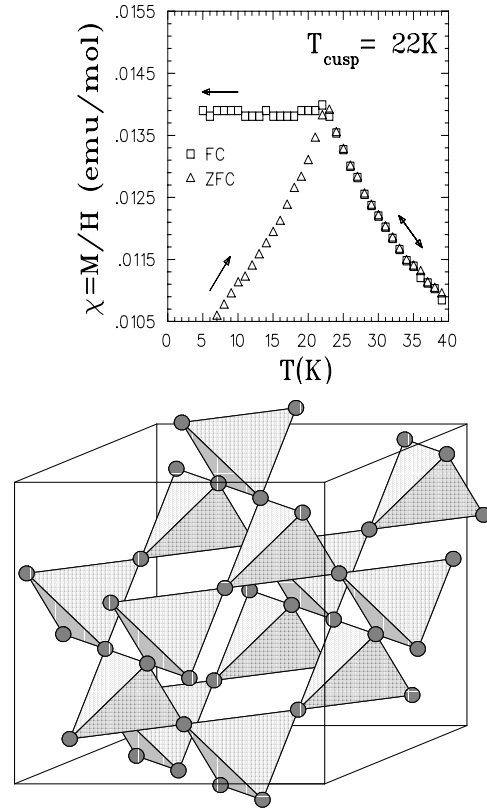 .0155
T_cusp = 22K
.0145
.0135
FC
ZFC
.0125
.0115
.0105
χ=M/H (emu/mol)
0 5 10 15 20 25 30 35 40
T(K)